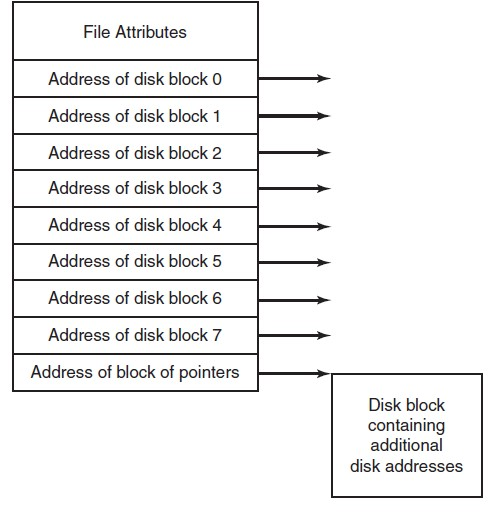 File Attributes
Address of disk block 0
Address of disk block 1
Address of disk block 2
Address of disk block 3
Address of disk block 4
Address of disk block 5
Address of disk block 6
Address of disk block 7
Address of block of pointers
Disk block
containing
additional
disk addresses